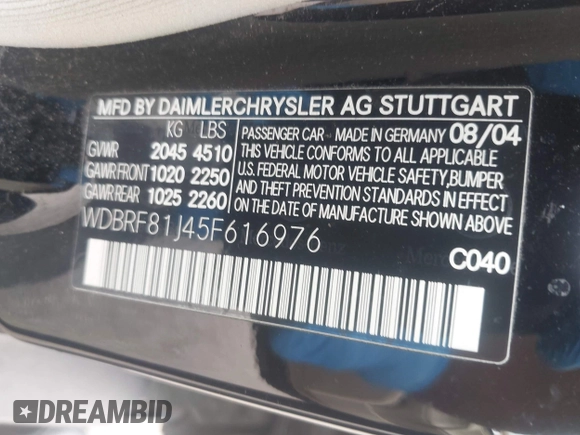 MFD BY DAIMLERCHRYSLER AG STUTTGART
KG LBS
GVWR 2045 4510
GAWR FRONT 1020 2250
GAWR REAR 1025 2260
PASSENGER CAR MADE IN GERMANY 08/04
THIS VEHICLE CONFORMS TO ALL APPLICABLE
U.S. FEDERAL MOTOR VEHICLE SAFETY, BUMPER
AND THEFT PREVENTION STANDARDS IN EFFECT
ON THE DATE OF MANUFACTURE SHOWN ABOVE.
WDBRF81J45F616976
C040
DREAMBID